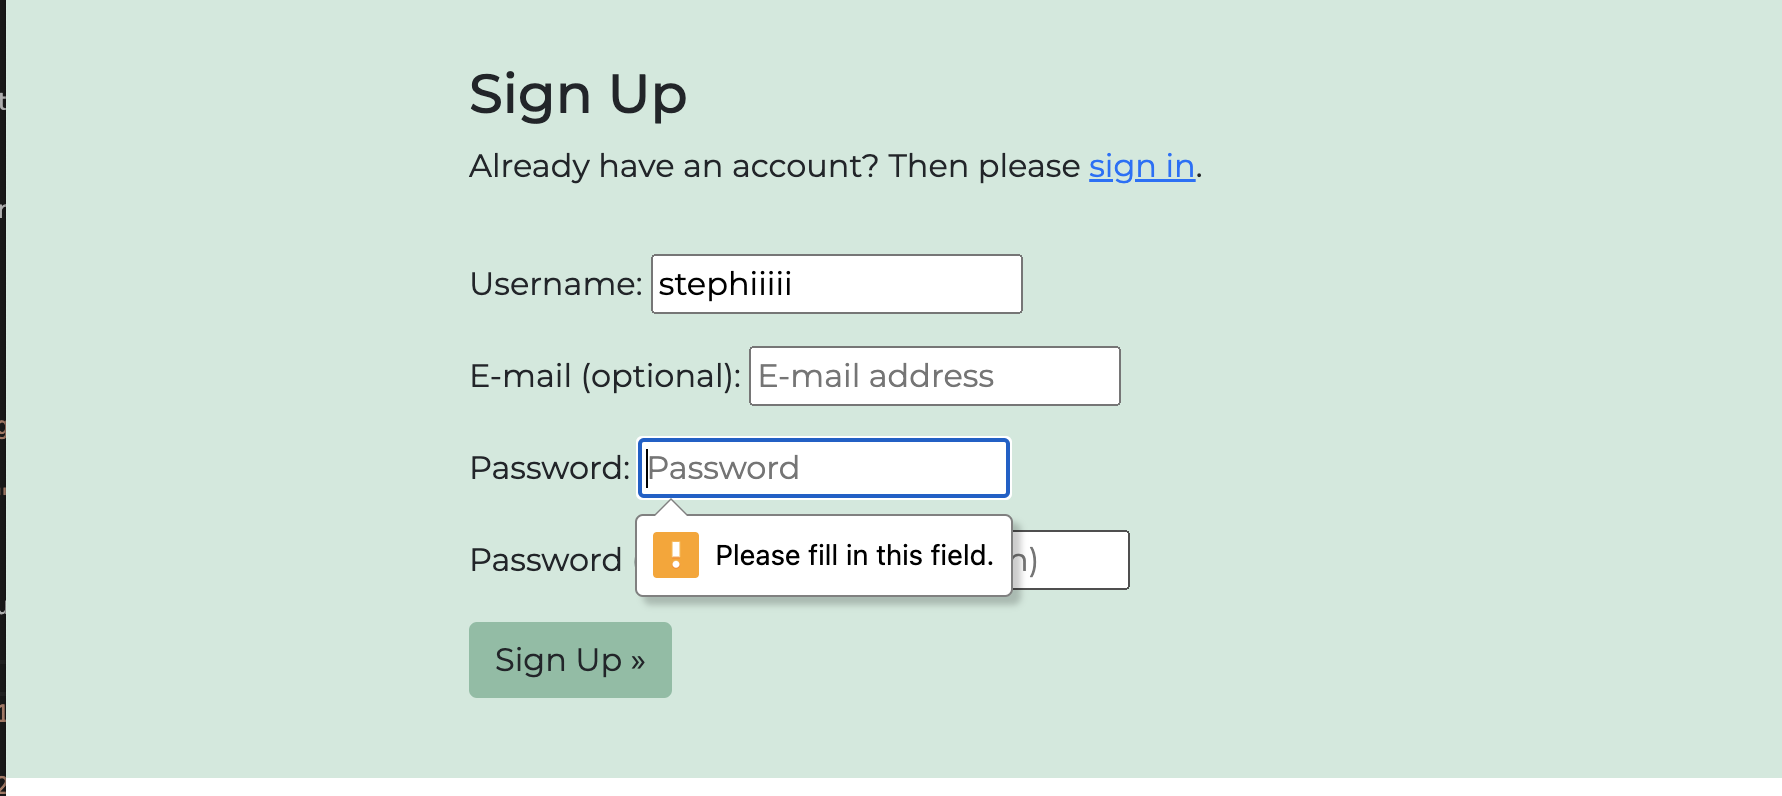 Sign Up
Already have an account? Then please sign in.
Username: stephiiiii
E-mail (optional): E-mail address
Password: Password
Please fill in this field.
Password
Sign Up »